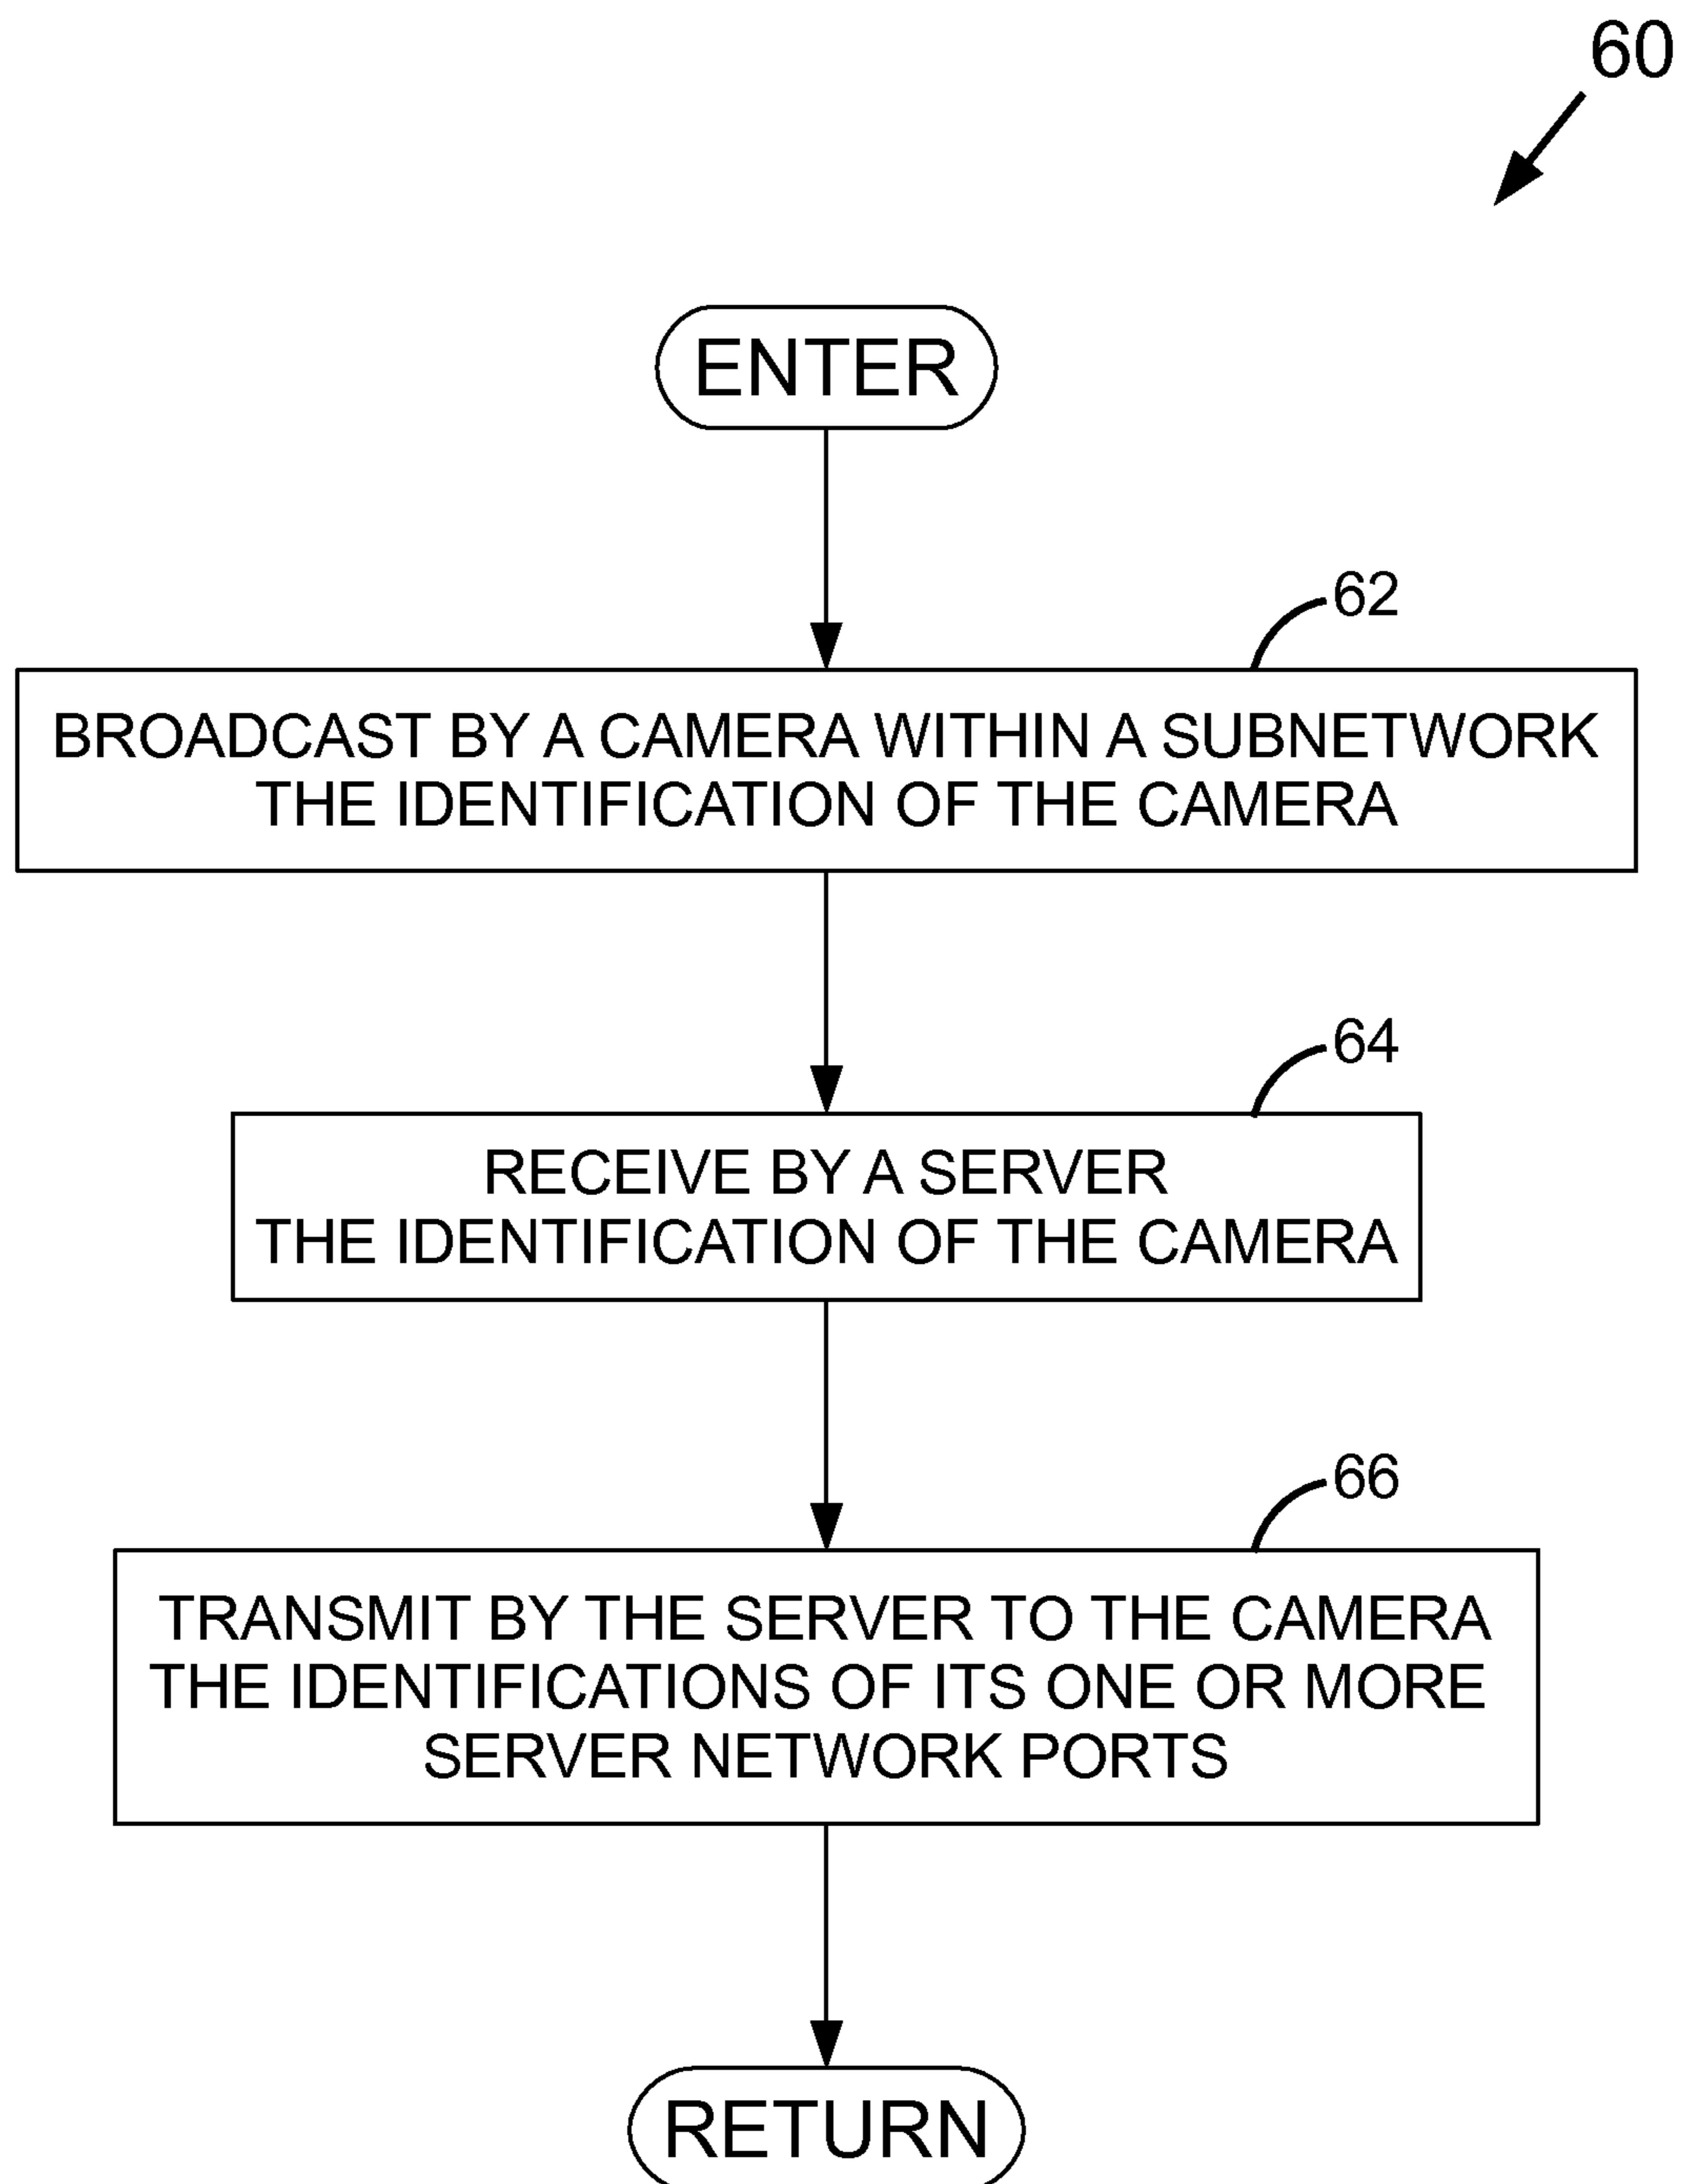 60
ENTER
62
BROADCAST BY A CAMERA WITHIN A SUBNETWORK
THE IDENTIFICATION OF THE CAMERA
64
RECEIVE BY A SERVER
THE IDENTIFICATION OF THE CAMERA
66
TRANSMIT BY THE SERVER TO THE CAMERA
THE IDENTIFICATIONS OF ITS ONE OR MORE
SERVER NETWORK PORTS
RETURN